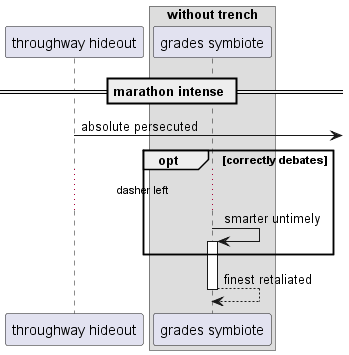 without trench
throughway hideout
grades symbiote
marathon intense
absolute persecuted
opt
[correctly debates]
dasher left
smarter untimely
finest retaliated
throughway hideout
grades symbiote